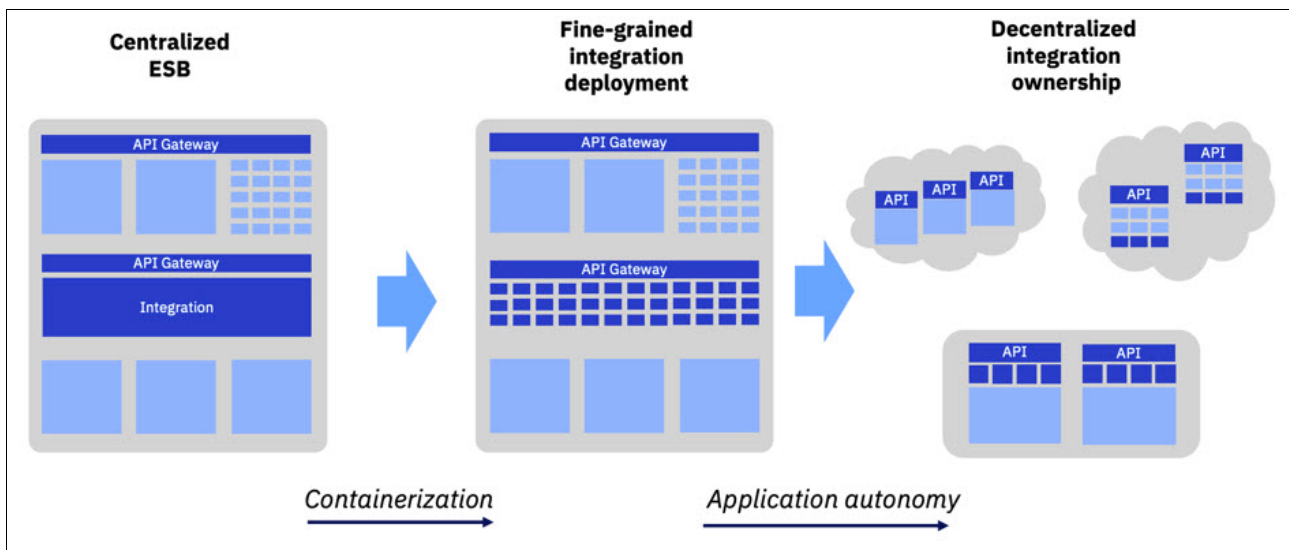 Centralized
ESB
Fine-grained
integration
deployment
Decentralized
integration
ownership
API Gateway
API Gateway
Integration
API Gateway
API Gateway
API
API
API
API
API
API
API
Containerization
Application autonomy